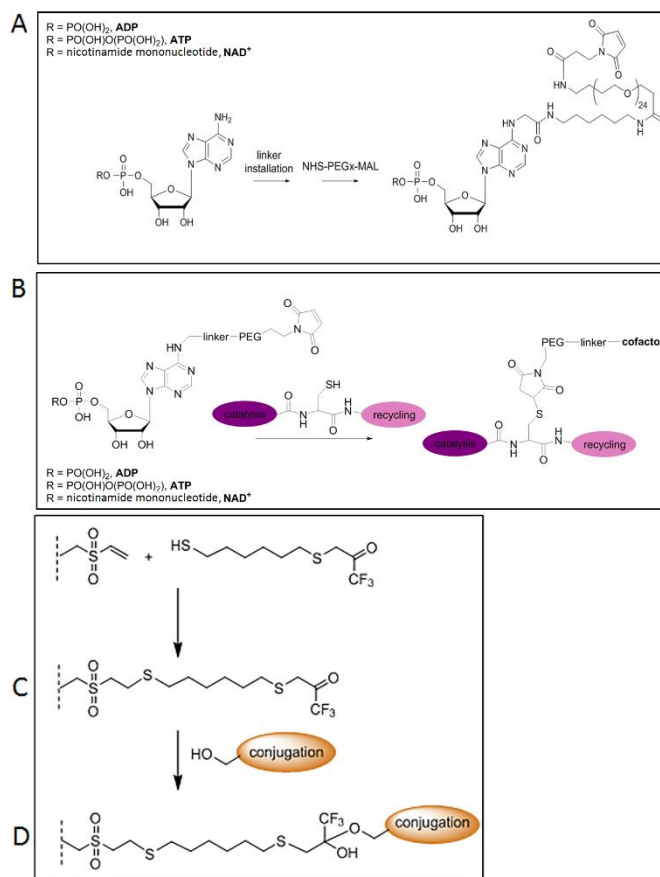 A
R = PO(OH)2, ADP
R = PO(OH)O(PO(OH)2), ATP
R = nicotinamide mononucleotide, NAD+
NH2
N
N
N
N
O
RO-P-O
OH
O
OH OH
linker
installation
NHS-PEGx-MAL
O
N
O
O
HN
O
24
HN
O
HN
N
H
O
N
N
N
N
O
RO-P-O
OH
O
OH OH
B
O
linker
PEG
N
O
HN
N
N
N
N
O
RO-P-O
OH
O
OH OH
SH
catalysis
N
H
H
N
recycling
O
O
PEG
linker
cofacto
N
O
O
S
catalysis
N
H
H
N
recycling
O
O
R = PO(OH)2, ADP
R = PO(OH)O(PO(OH)2), ATP
R = nicotinamide mononucleotide, NAD+
O
S
O
+
HS
S
O
CF3
C
O
S
O
S
S
O
CF3
HO
conjugation
D
O
S
O
S
S
F3C
O
OH
conjugation